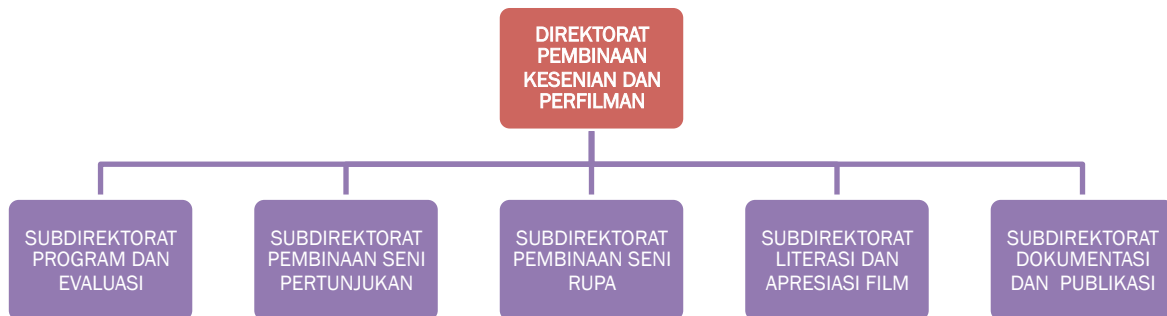 DIREKTORAT
PEMBINAAN
KESENIAN DAN
PERFILMAN
SUBDIREKTORAT
PROGRAM DAN
EVALUASI
SUBDIREKTORAT
PEMBINAAN SENI
PERTUNJUKAN
SUBDIREKTORAT
PEMBINAAN SENI
RUPA
SUBDIREKTORAT
LITERASI DAN
APRESIASI FILM
SUBDIREKTORAT
DOKUMENTASI
DAN PUBLIKASI